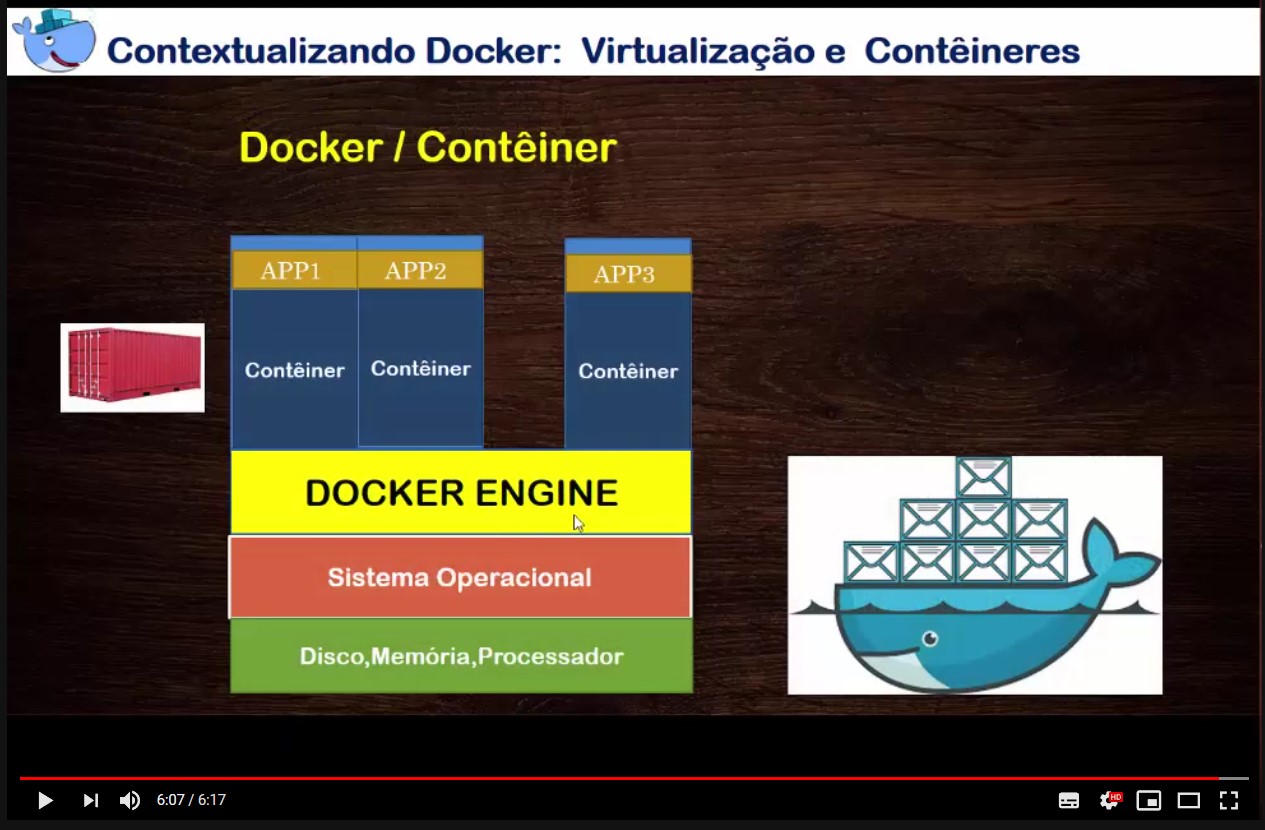 Contextualizando Docker: Virtualização e Contêineres
Docker / Contêiner
APP1 APP2 APP3
Contêiner Contêiner Contêiner
DOCKER ENGINE
Sistema Operacional
Disco,Memória,Processador
6:07 / 6:17
HD